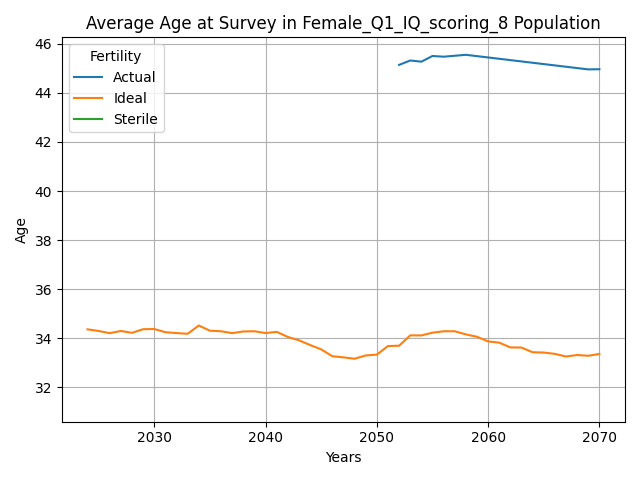 Average Age at Survey in Female_Q1_IQ_scoring_8 Population
Fertility
Actual
Ideal
Sterile
46
44
42
40
38
36
34
32
Age
2030
2040
2050
2060
2070
Years